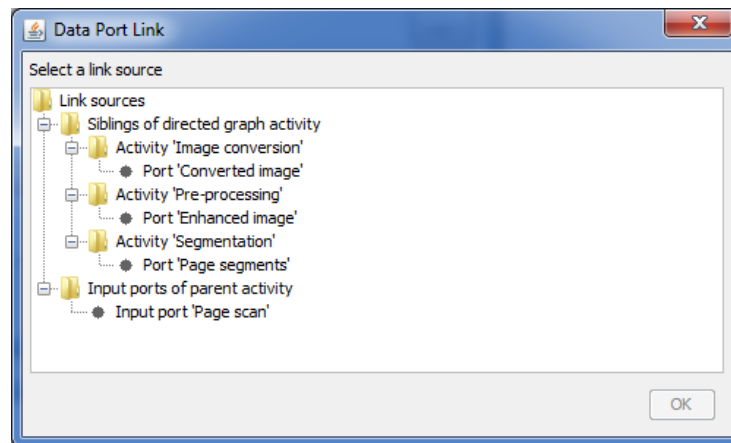 Data Port Link
Select a link source
Link sources
Siblings of directed graph activity
Activity 'Image conversion'
Port 'Converted image'
Activity 'Pre-processing'
Port 'Enhanced image'
Activity 'Segmentation'
Port 'Page segments'
Input ports of parent activity
Input port 'Page scan'
OK